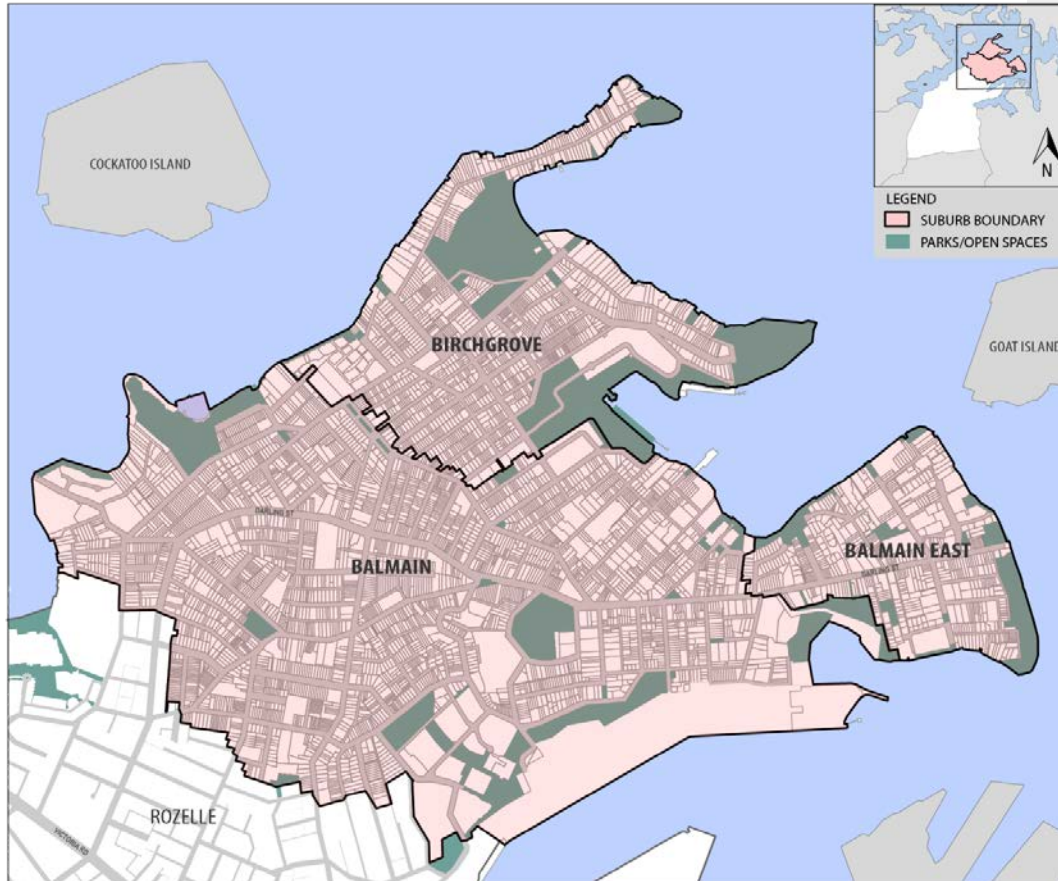 N
LEGEND
SUBURB BOUNDARY
PARKS/OPEN SPACES
COCKATOO ISLAND
BIRCHGROVE
GOAT ISLAND
DARLING ST
BALMAIN
BALMAIN EAST
DARLING ST
ROZELLE
VICTORIA RD